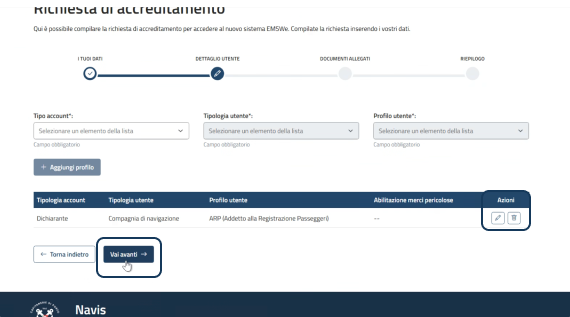 Richiesta di accreditamento
Qui è possibile compilare la richiesta di accreditamento per accedere al nuovo sistema EMSWe. Compilate la richiesta inserendo i vostri dati.
I TUOI DATI
DETTAGLIO UTENTE
DOCUMENTI ALLEGATI
RIEPILOGO
Tipo account*:
Tipologia utente*:
Profilo utente*:
Selezionare un elemento della lista
Selezionare un elemento della lista
Selezionare un elemento della lista
Campo obbligatorio
Campo obbligatorio
Campo obbligatorio
+ Aggiungi profilo
Tipologia account Tipologia utente Profilo utente Abilitazione merci pericolose Azioni
Dichiarante Compagnia di navigazione ARP (Addetto alla Registrazione Passeggeri) --
← Torna indietro
Vai avanti →
Navis